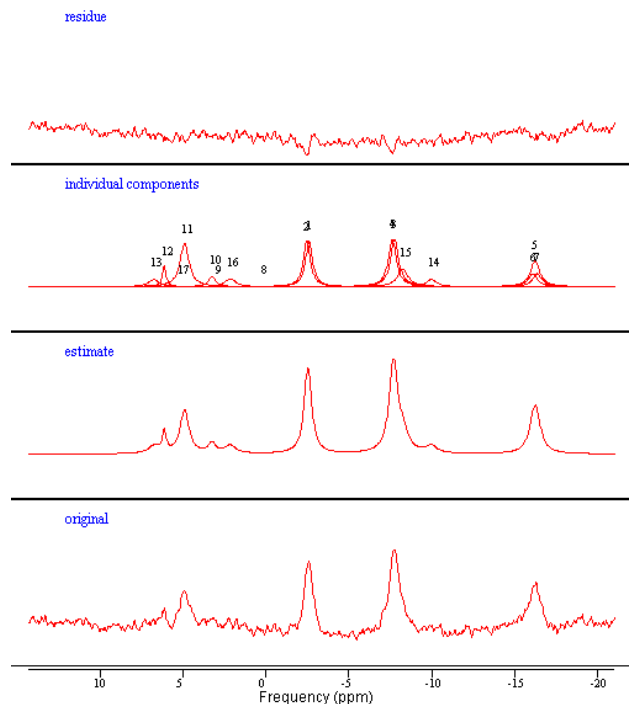 residue
individual components
13 12 11 17 10 9 16 8 2 1 4 3 15 14 5 6 7
estimate
original
10 5 0 -5 -10 -15 -20
Frequency (ppm)